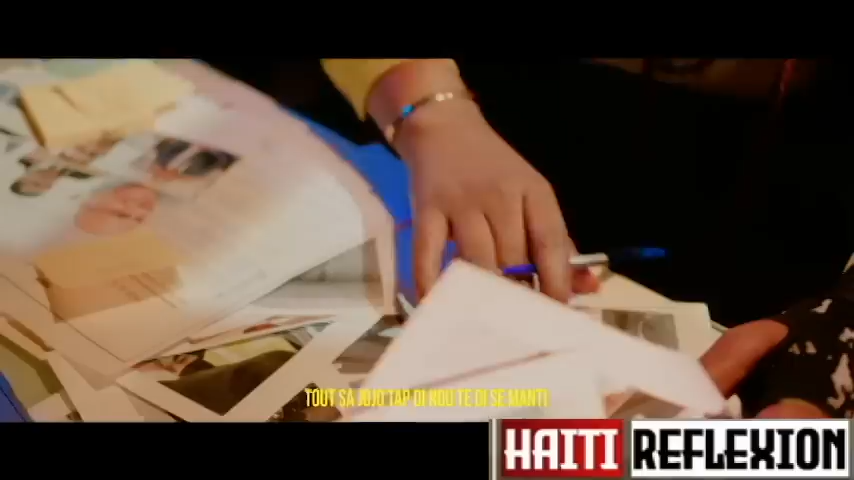 TOUT SA JOJO TAP DI NOU TE DI SE MANTI
HAITI REFLEXION